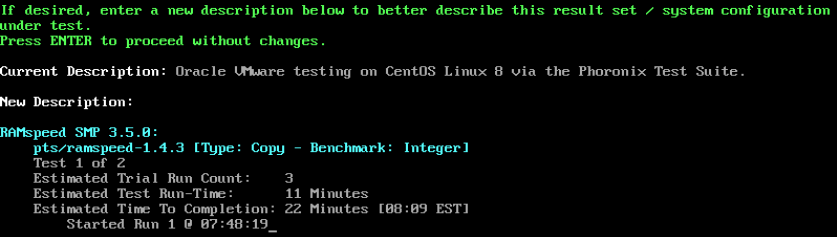 If desired, enter a new description below to better describe this result set / system configuration
under test.
Press ENTER to proceed without changes.
Current Description: Oracle VMware testing on CentOS Linux 8 via the Phoronix Test Suite.
New Description:
RAMspeed SMP 3.5.0:
pts/ramspeed-1.4.3 [Type: Copy - Benchmark: Integer]
Test 1 of 2
Estimated Trial Run Count: 3
Estimated Test Run-Time: 11 Minutes
Estimated Time To Completion: 22 Minutes [08:09 EST]
Started Run 1 @ 07:48:19_